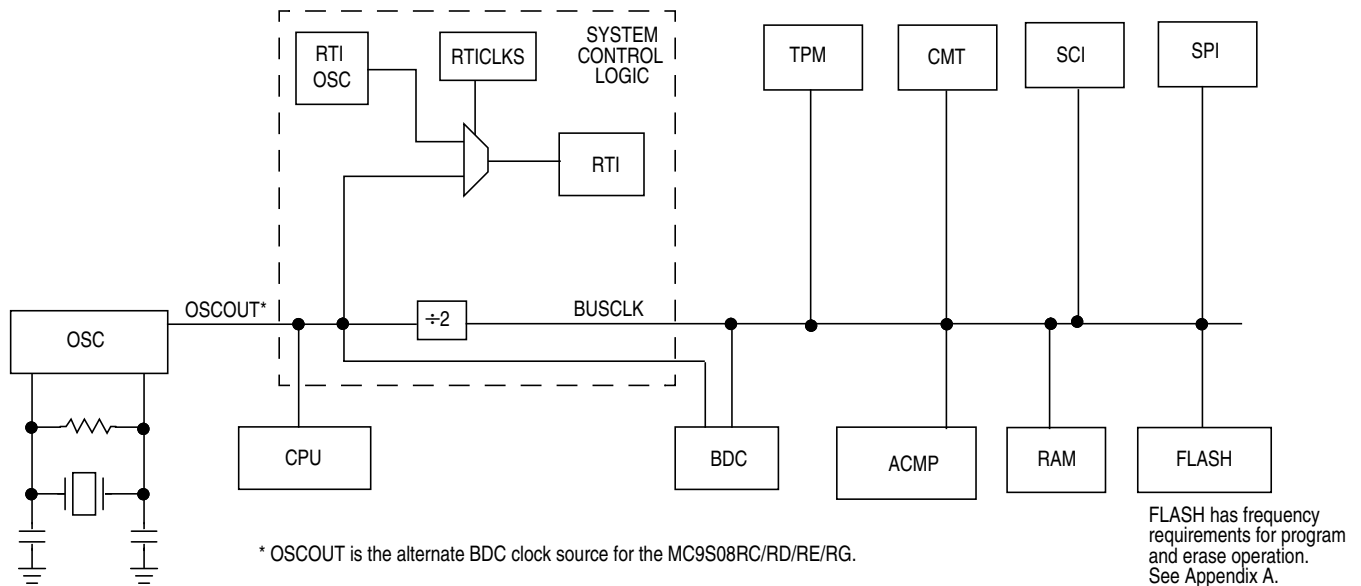 SYSTEM
CONTROL
LOGIC
RTI
OSC
RTICLKS
RTI
TPM
CMT
SCI
SPI
OSCOUT*
÷2
BUSCLK
OSC
CPU
BDC
ACMP
RAM
FLASH
* OSCOUT is the alternate BDC clock source for the MC9S08RC/RD/RE/RG.
FLASH has frequency
requirements for program
and erase operation.
See Appendix A.